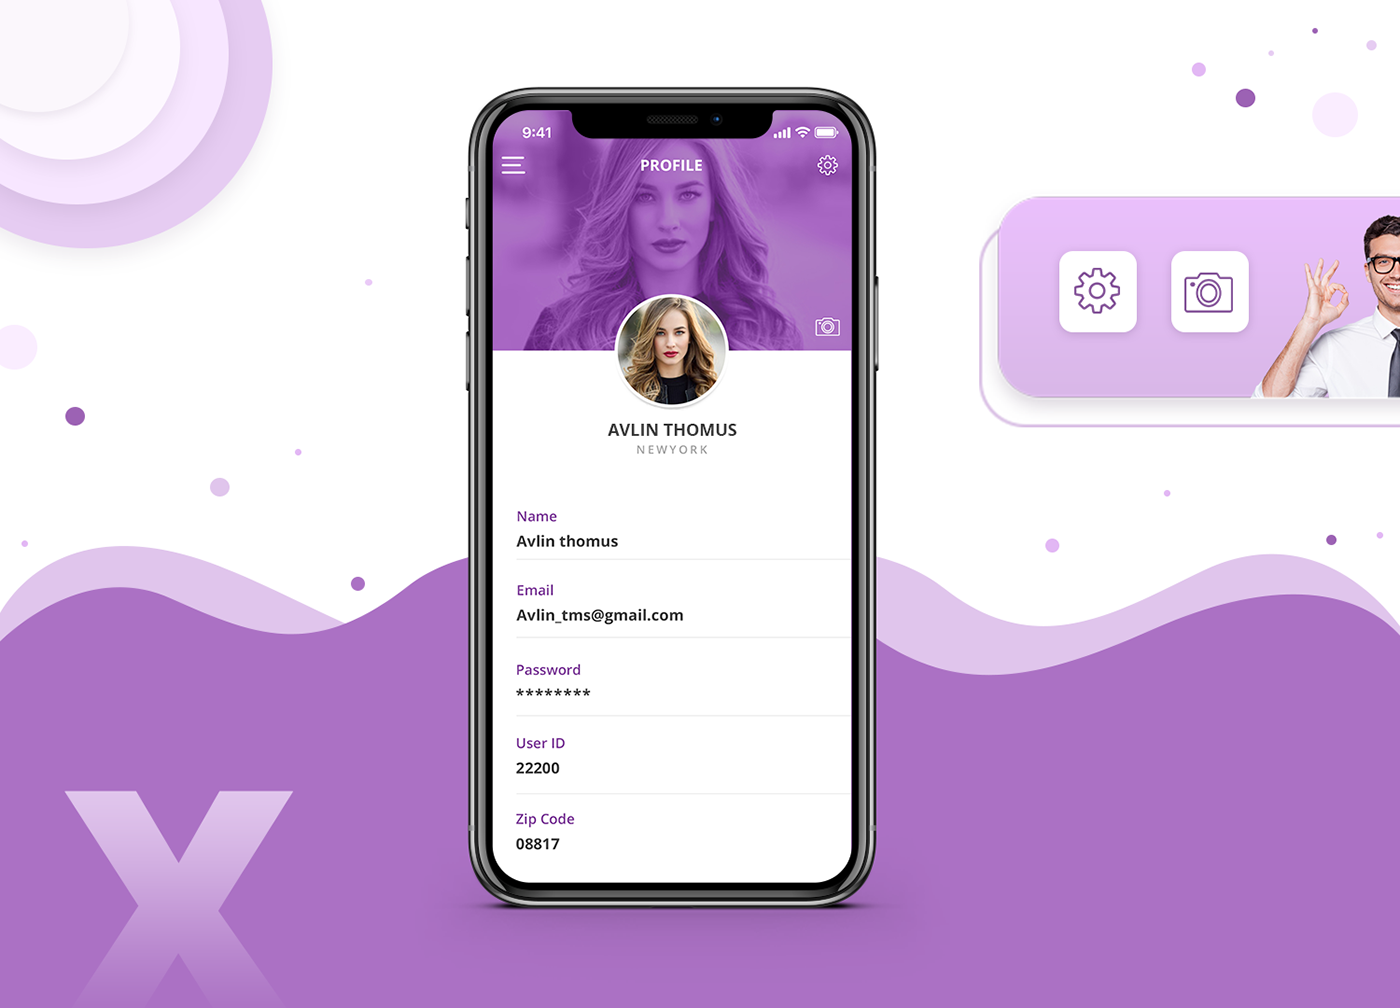 9:41
PROFILE
AVLIN THOMUS
NEWYORK
Name
Avlin thomus
Email
Avlin_tms@gmail.com
Password
********
User ID
22200
Zip Code
08817
X